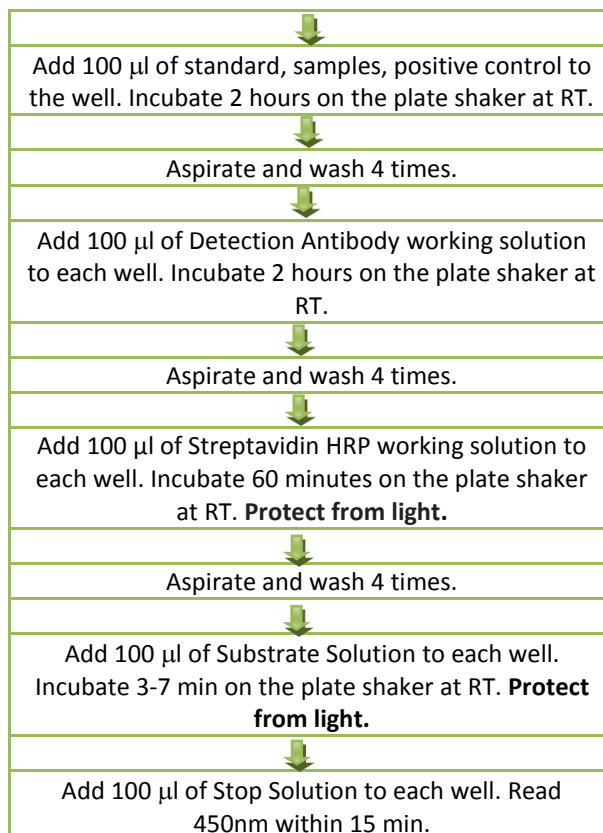 Add 100 μl of standard, samples, positive control to
the well. Incubate 2 hours on the plate shaker at RT.
Aspirate and wash 4 times.
Add 100 μl of Detection Antibody working solution
to each well. Incubate 2 hours on the plate shaker at
RT.
Aspirate and wash 4 times.
Add 100 μl of Streptavidin HRP working solution to
each well. Incubate 60 minutes on the plate shaker
at RT. Protect from light.
Aspirate and wash 4 times.
Add 100 μl of Substrate Solution to each well.
Incubate 3-7 min on the plate shaker at RT. Protect
from light.
Add 100 μl of Stop Solution to each well. Read
450nm within 15 min.